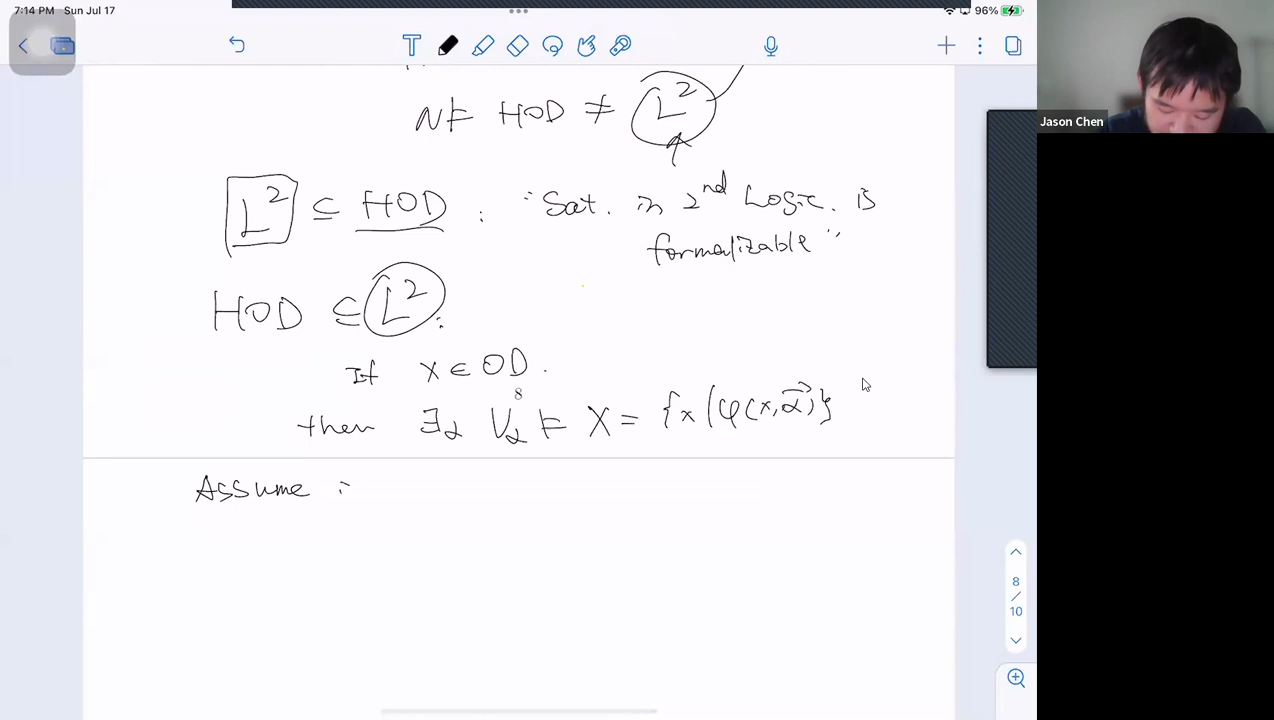 7:14 PM Sun Jul 17
96%
T
Jason Chen
N ⊨ HOD ≠ L²
L² ⊆ HOD : "Sat. in 2nd Logic. is
formalizable"
HOD ⊆ L² :
If x ∈ OD.
8
then ∃α V_α ⊨ X = {x | φ(x, α⃗)}
Assume :
8
/
10